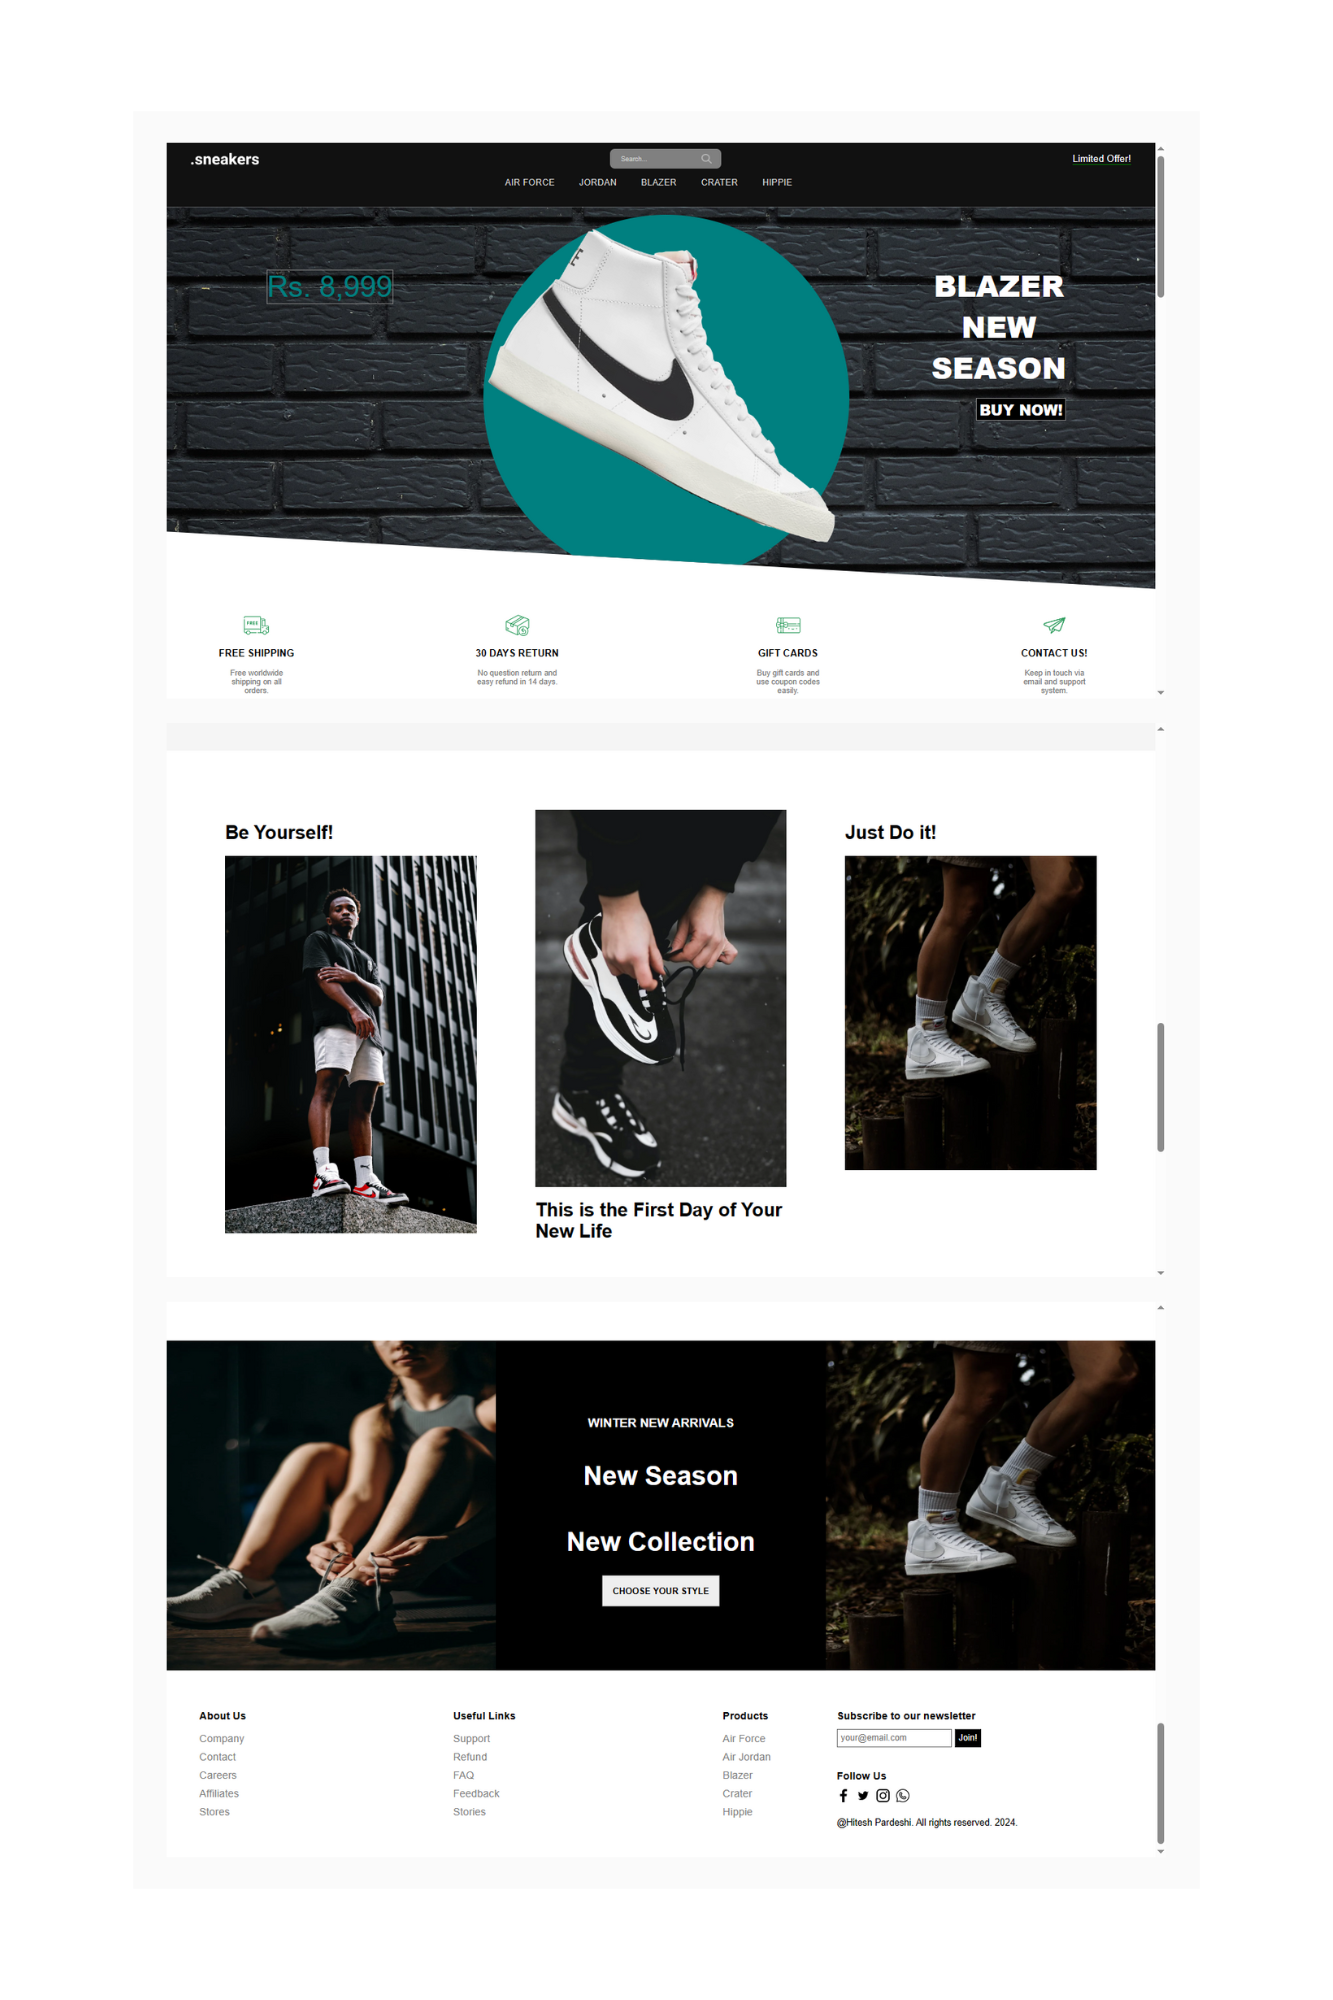 .sneakers
Search...
Limited Offer!
AIR FORCE JORDAN BLAZER CRATER HIPPIE
Rs. 8,999
BLAZER
NEW
SEASON
BUY NOW!
FREE
FREE SHIPPING
Free worldwide
shipping on all
orders.
30 DAYS RETURN
No question return and
easy refund in 14 days.
GIFT CARDS
Buy gift cards and
use coupon codes
easily.
CONTACT US!
Keep in touch via
email and support
system.
Be Yourself!
This is the First Day of Your
New Life
Just Do it!
WINTER NEW ARRIVALS
New Season
New Collection
CHOOSE YOUR STYLE
About Us
Company
Contact
Careers
Affiliates
Stores
Useful Links
Support
Refund
FAQ
Feedback
Stories
Products
Air Force
Air Jordan
Blazer
Crater
Hippie
Subscribe to our newsletter
your@email.com Join!
Follow Us
@Hitesh Pardeshi. All rights reserved. 2024.